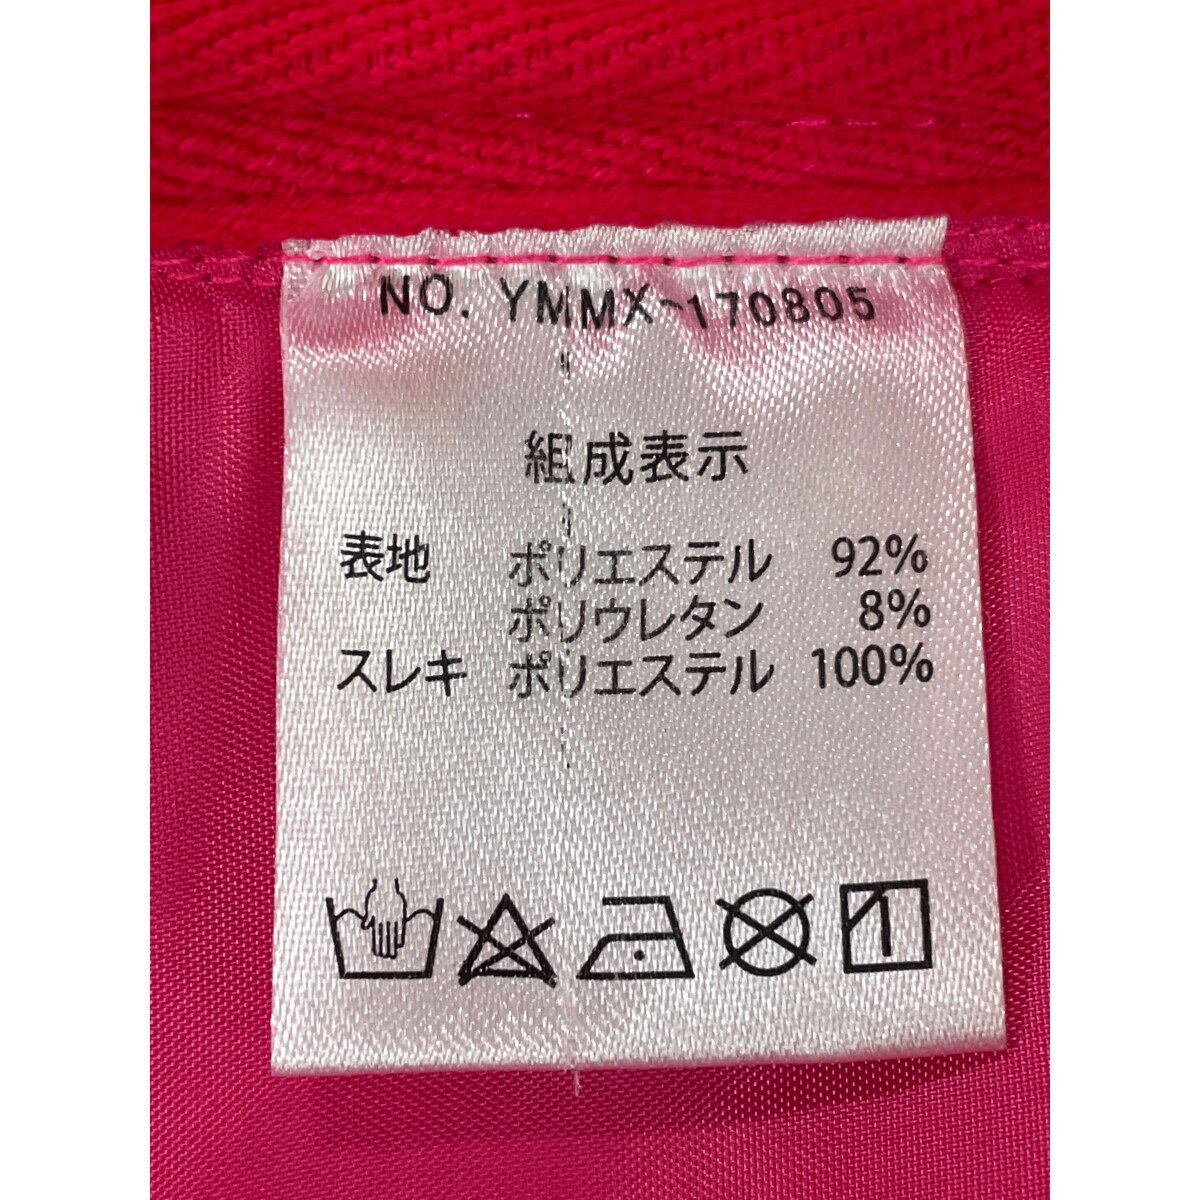 NO. YMMX-170805
組成表示
表地 ポリエステル 92%
ポリウレタン 8%
スレキ ポリエステル 100%